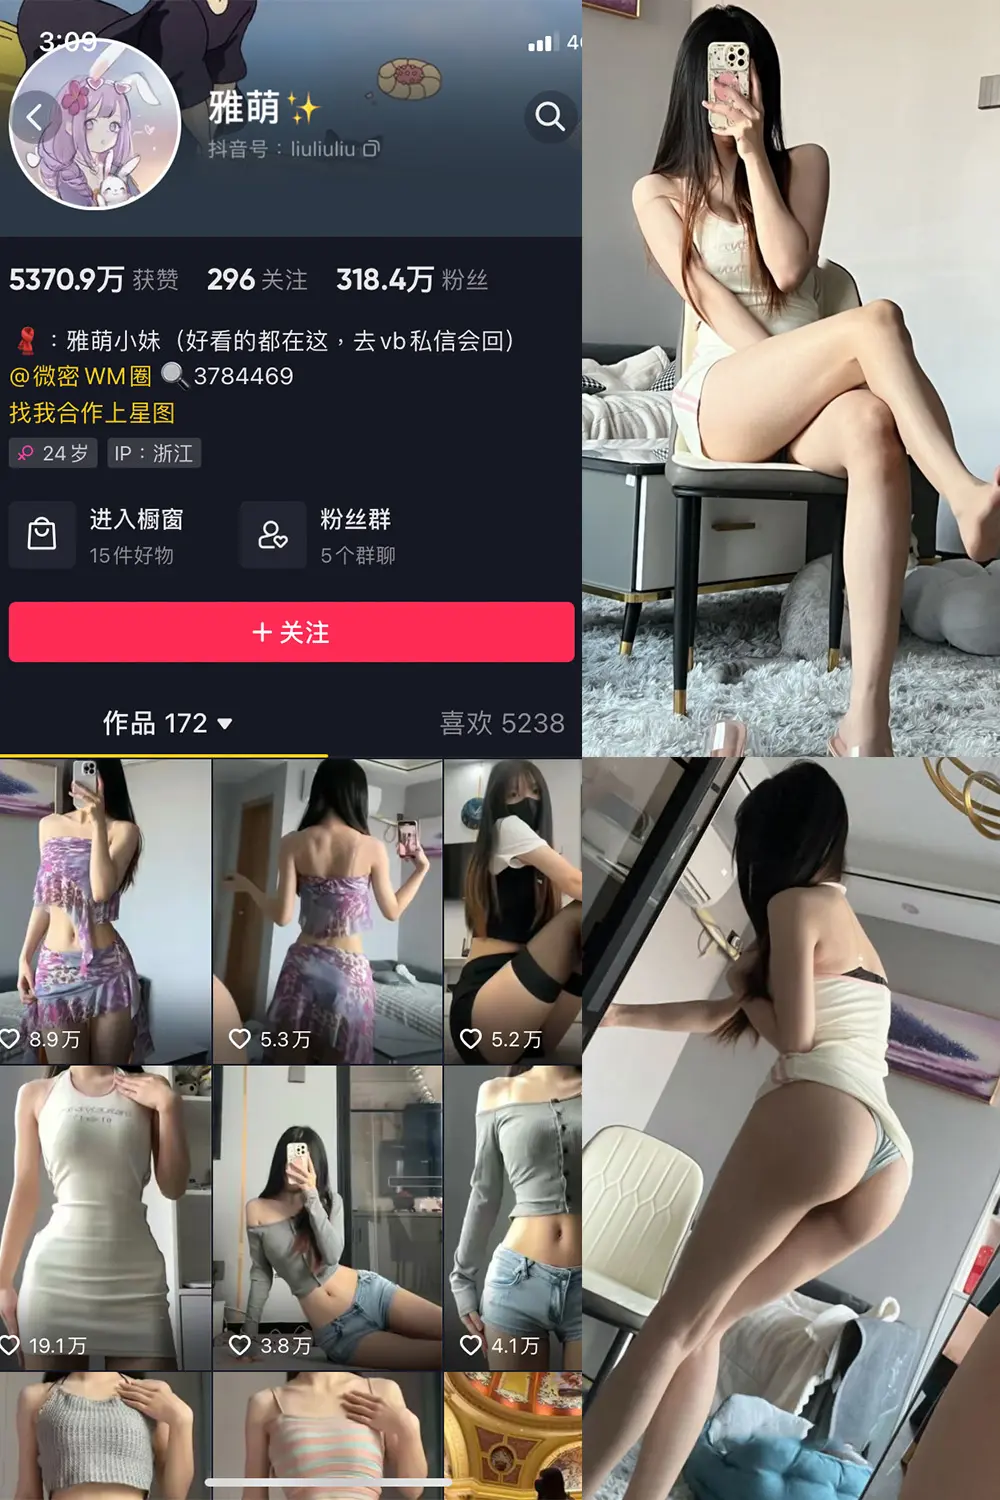 3:09
4G
雅萌✨
抖音号：liuliuliu
5370.9万 获赞 296 关注 318.4万 粉丝
：雅萌小妹（好看的都在这，去vb私信会回）
@微密WM圈 🔍3784469
找我合作上星图
24岁 IP：浙江
进入橱窗
15件好物
粉丝群
5个群聊
+ 关注
作品 172 喜欢 5238
8.9万 5.3万 5.2万
19.1万 3.8万 4.1万